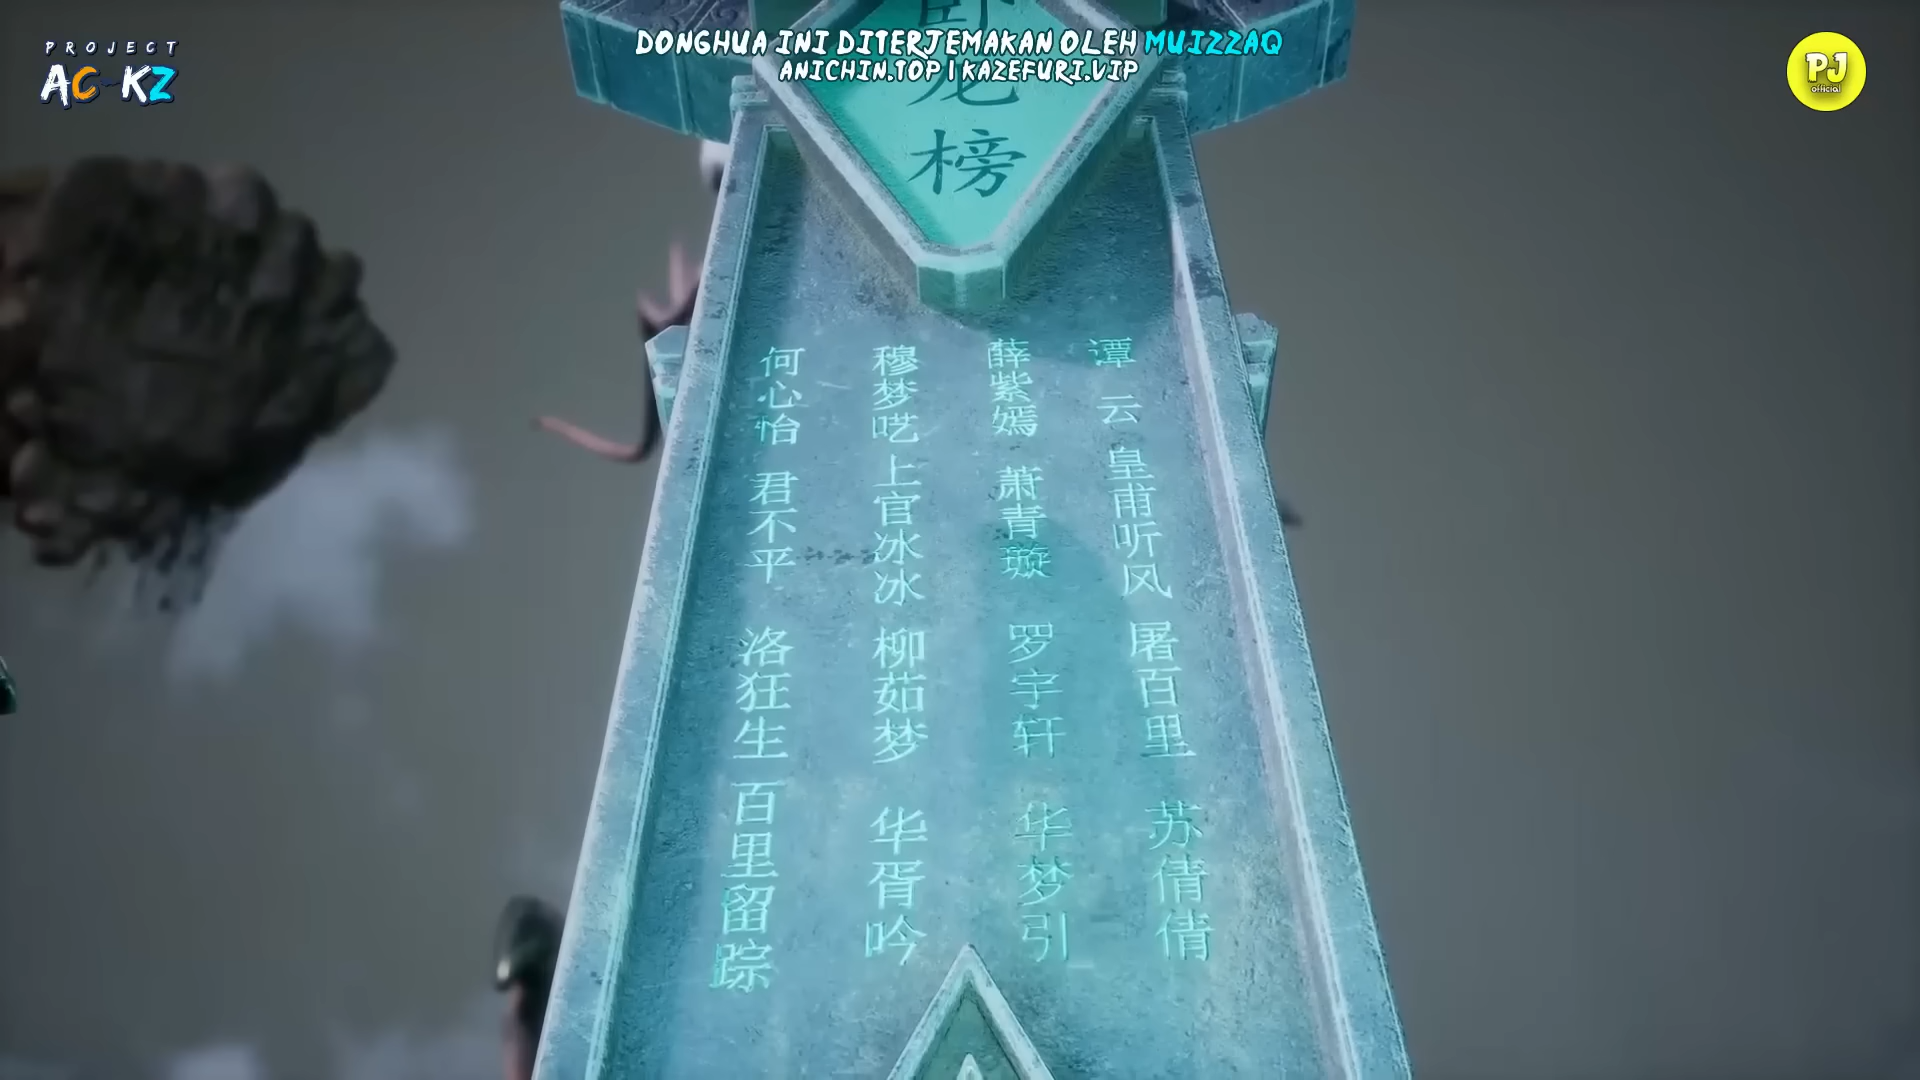 PROJECT
AC-KZ
DONGHUA INI DITERJEMAKAN OLEH MUIZZAQ
ANICHIN.TOP | KAZEFURI.VIP
PJ
official
卧龙榜
谭云 皇甫听风 屠百里 苏倩倩
薛紫嫣 萧青璇 罗宇轩 华梦引
穆梦呓 上官冰冰 柳茹梦 华胥吟
何心怡 君不平 洛狂生 百里留踪